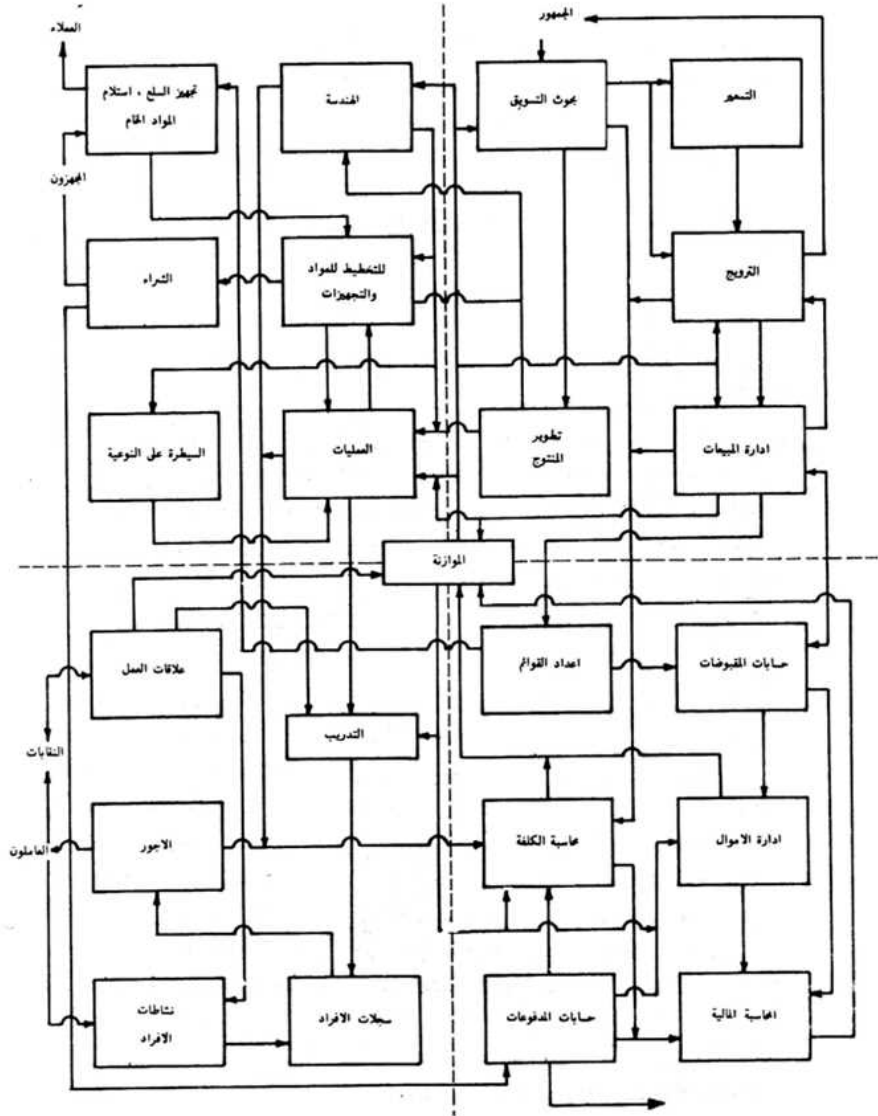 الجمهور
العملاء
بحوث التسويق
التسعير
الهندسة
تجهيز السلع ، استلام
المواد الخام
المجهزون
الترويج
للتخطيط للمواد
والتجهيزات
الشراء
ادارة المبيعات
تطوير
المنتوج
العمليات
السيطرة على النوعية
الموازنة
حسابات المقبوضات
اعداد القوائم
علاقات العمل
التدريب
النقابات
ادارة الاموال
محاسبة الكلفة
الاجور
العاملون
المحاسبة المالية
حسابات المدفوعات
سجلات الافراد
نشاطات
الافراد